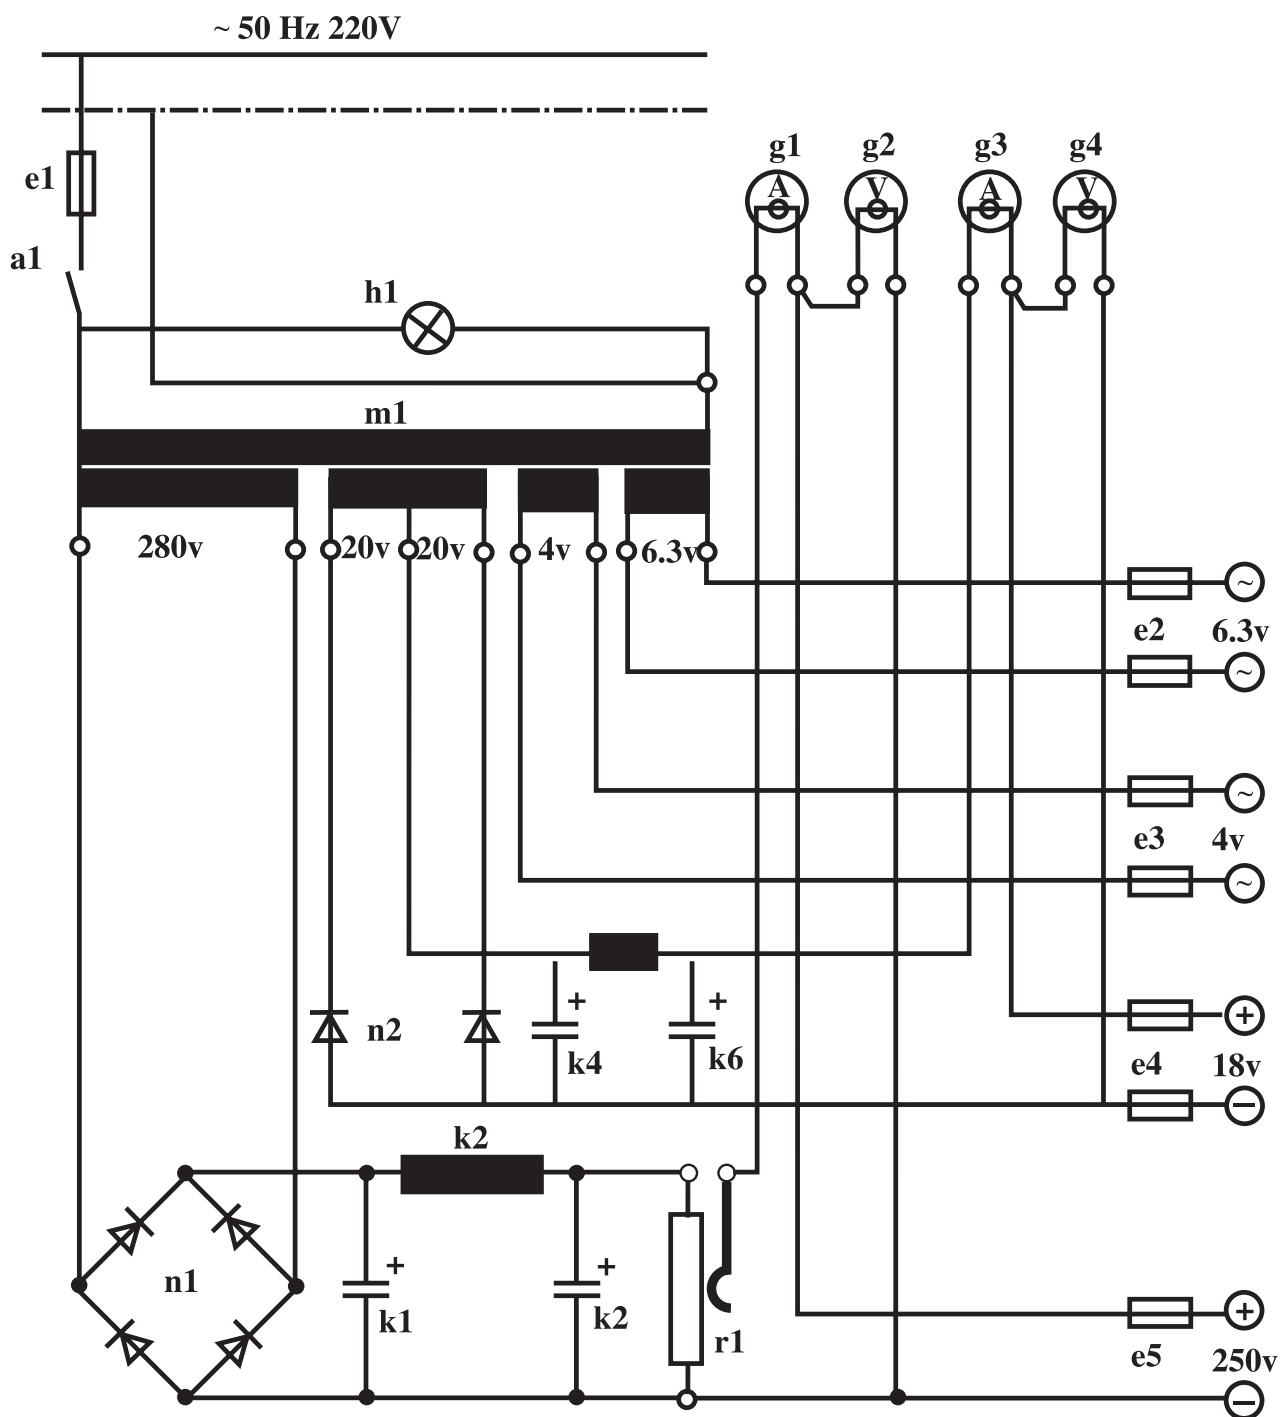 ~ 50 Hz 220V
g1 g2 g3 g4
A V A V
e1
a1
h1
m1
280v 20v 20v 4v 6.3v
~
e2 6.3v
~
~
e3 4v
~
+ + +
n2 k4 k6 e4 18v
−
k2
n1 + + +
k1 k2 r1
e5 250v
−